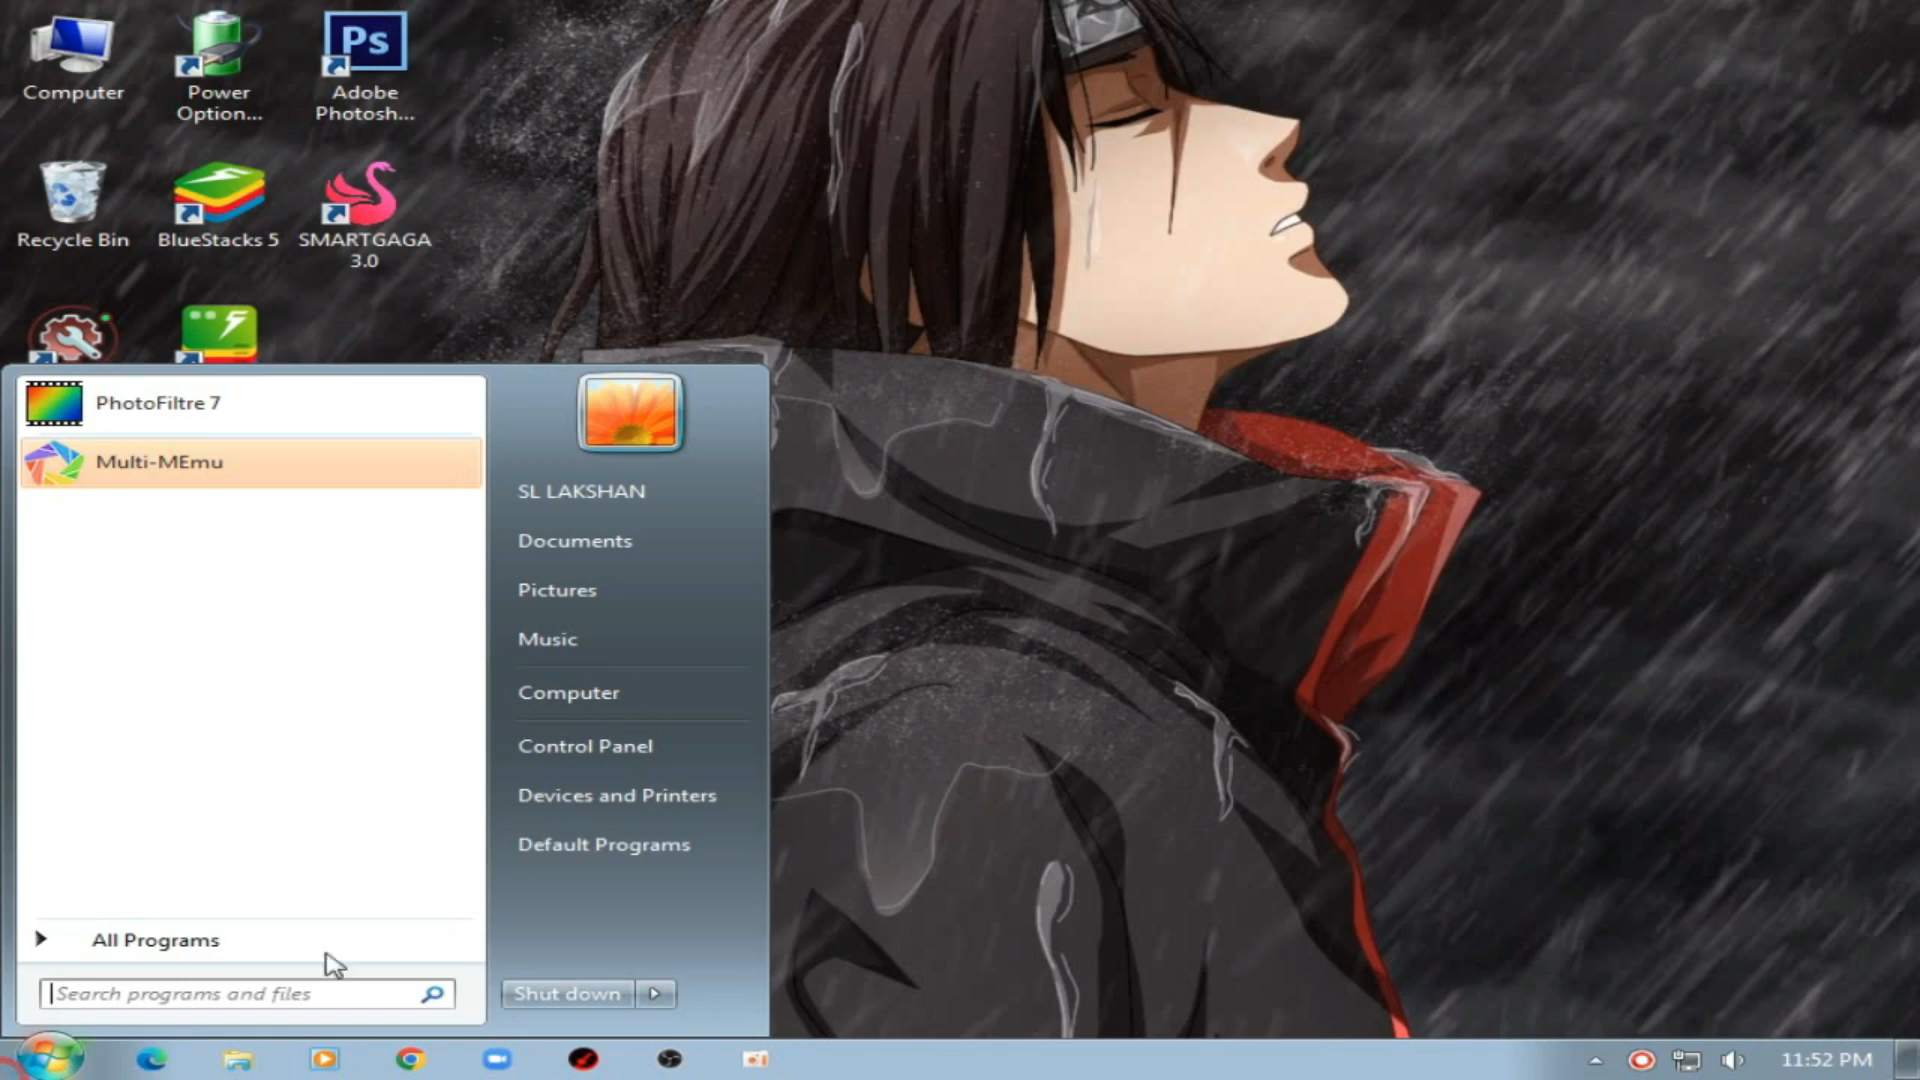 Computer
Power
Option...
Ps
Adobe
Photosh...
Recycle Bin
BlueStacks 5
SMARTGAGA
3.0
PhotoFiltre 7
Multi-MEmu
SL LAKSHAN
Documents
Pictures
Music
Computer
Control Panel
Devices and Printers
Default Programs
All Programs
Search programs and files
Shut down
11:52 PM